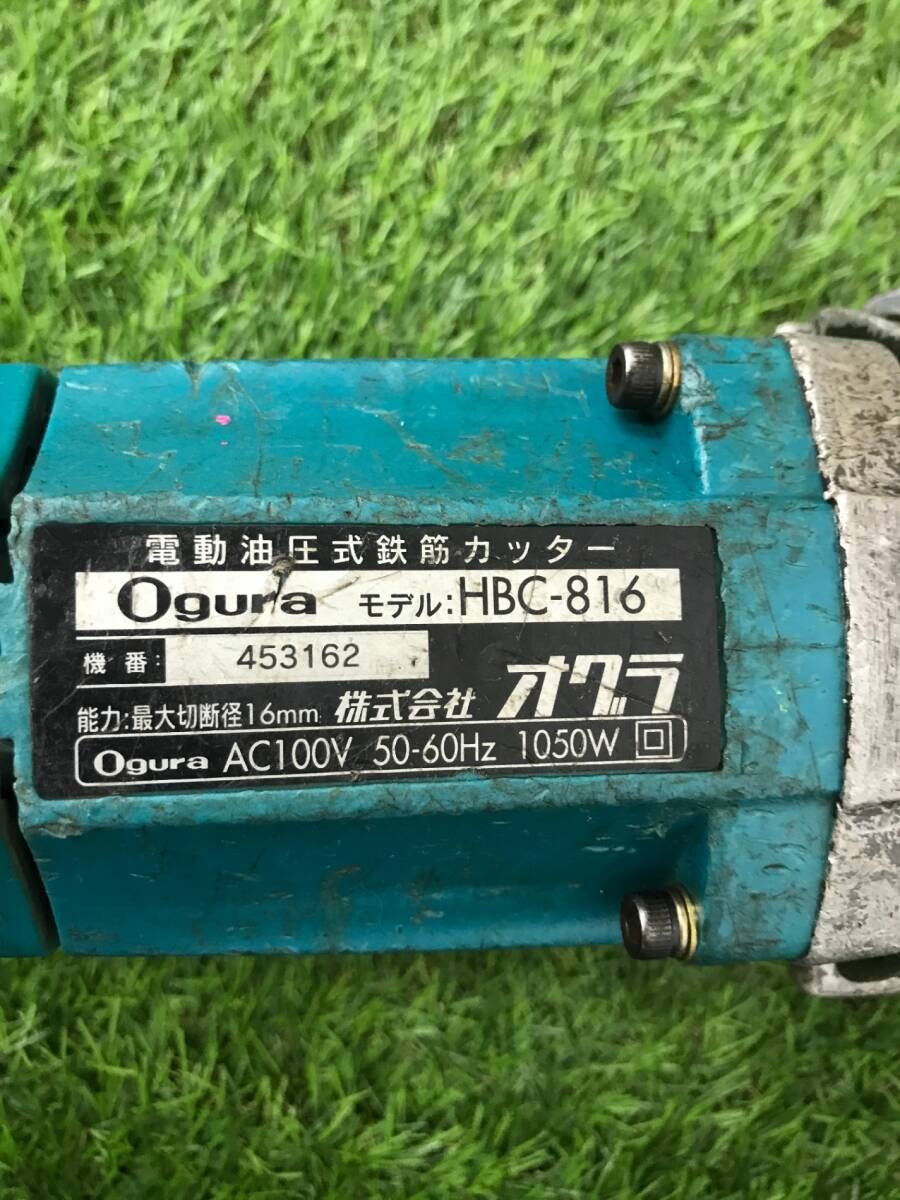 電動油圧式鉄筋カッター
Ogura モデル:HBC-816
機番: 453162
能力:最大切断径16mm 株式会社 オグラ
Ogura AC100V 50-60Hz 1050W